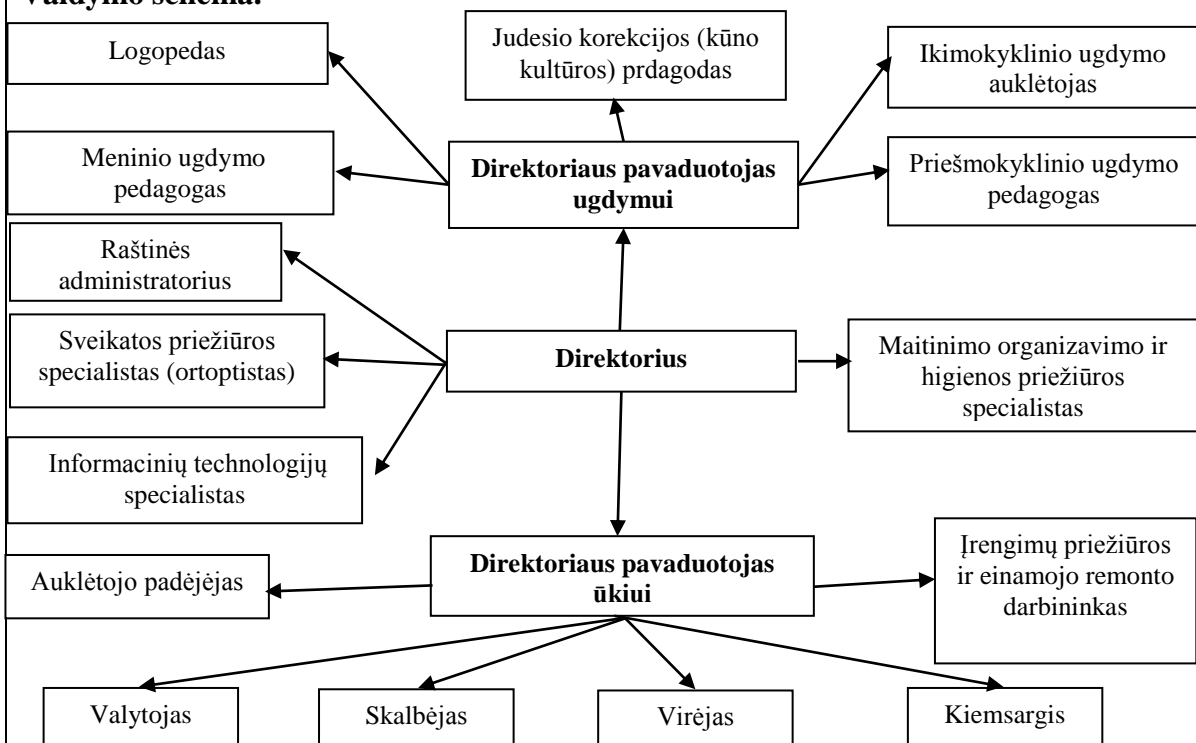 Valdymo schema:
Logopedas
Judesio korekcijos (kūno
kultūros) prdagodas
Ikimokyklinio ugdymo
auklėtojas
Meninio ugdymo
pedagogas
Direktoriaus pavaduotojas
ugdymui
Priešmokyklinio ugdymo
pedagogas
Raštinės
administratorius
Sveikatos priežiūros
specialistas (ortoptistas)
Direktorius
Maitinimo organizavimo ir
higienos priežiūros
specialistas
Informacinių technologijų
specialistas
Auklėtojo padėjėjas
Direktoriaus pavaduotojas
ūkiui
Įrengimų priežiūros
ir einamojo remonto
darbininkas
Valytojas
Skalbėjas
Virėjas
Kiemsargis